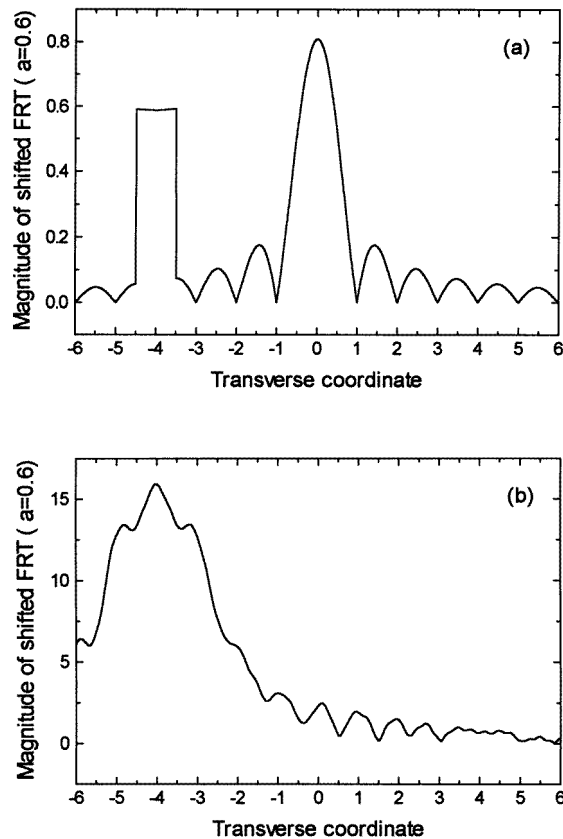 Magnitude of shifted FRT ( a=0.6)
(a)
0.8
0.6
0.4
0.2
0.0
-6 -5 -4 -3 -2 -1 0 1 2 3 4 5 6
Transverse coordinate
Magnitude of shifted FRT ( a=0.6)
(b)
15
10
5
0
-6 -5 -4 -3 -2 -1 0 1 2 3 4 5 6
Transverse coordinate